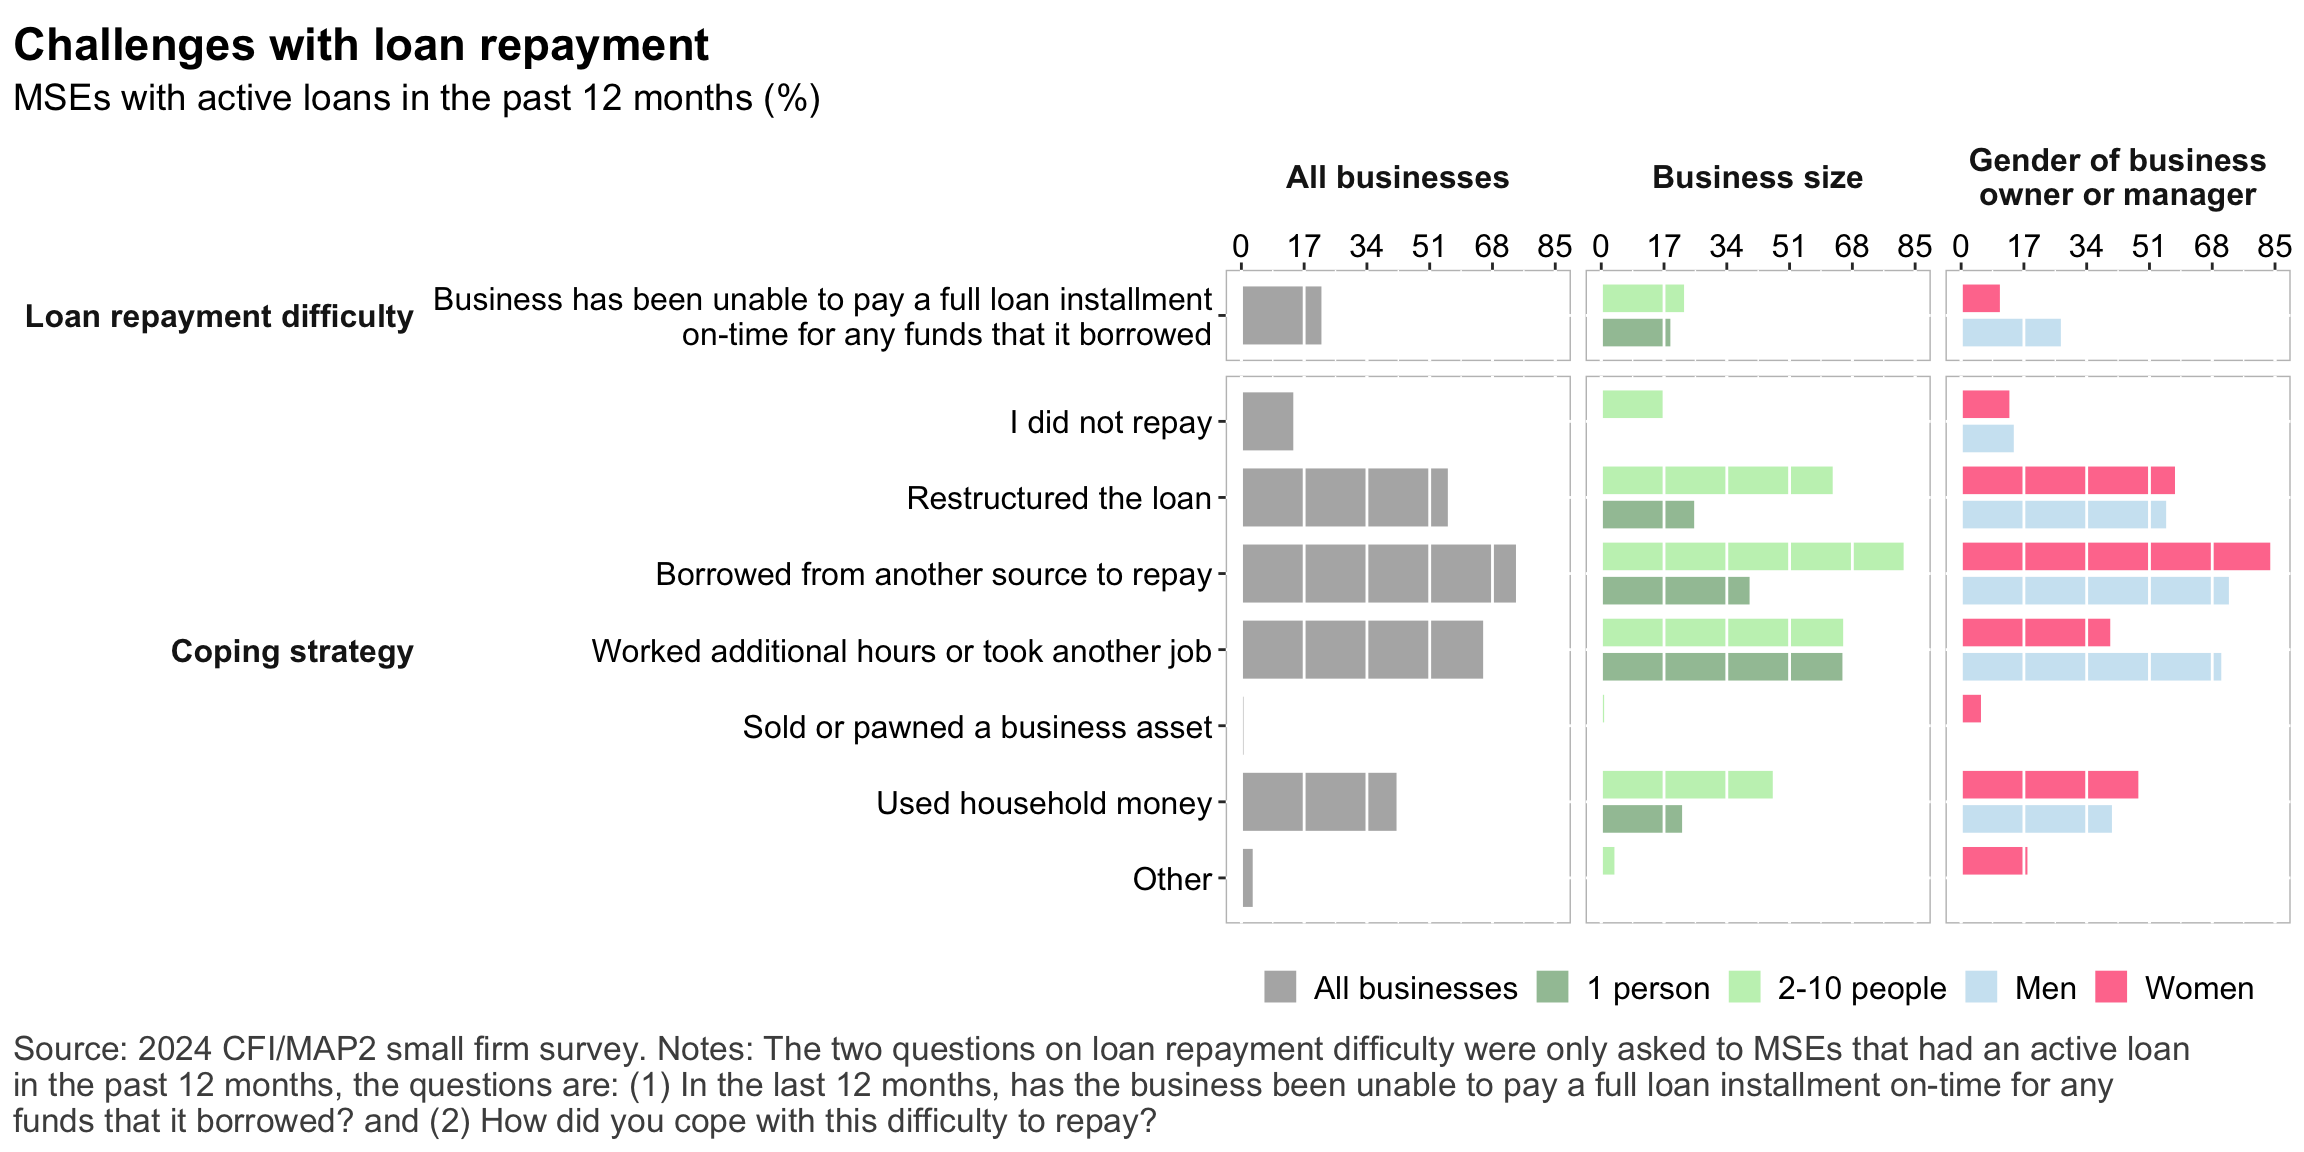 Challenges with loan repayment
MSEs with active loans in the past 12 months (%)
All businesses
Business size
Gender of business
owner or manager
0 17 34 51 68 85 0 17 34 51 68 85 0 17 34 51 68 85
Loan repayment difficulty
Business has been unable to pay a full loan installment
on-time for any funds that it borrowed
I did not repay
Restructured the loan
Borrowed from another source to repay
Coping strategy
Worked additional hours or took another job
Sold or pawned a business asset
Used household money
Other
All businesses 1 person 2-10 people Men Women
Source: 2024 CFI/MAP2 small firm survey. Notes: The two questions on loan repayment difficulty were only asked to MSEs that had an active loan
in the past 12 months, the questions are: (1) In the last 12 months, has the business been unable to pay a full loan installment on-time for any
funds that it borrowed? and (2) How did you cope with this difficulty to repay?